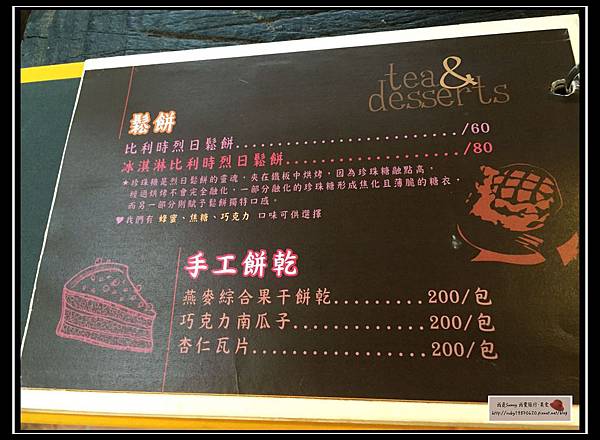 tea &
desserts
鬆餅
比利時烈日鬆餅............................./60
冰淇淋比利時烈日鬆餅......................./80
★珍珠糖是烈日鬆餅的靈魂，夾在鐵板中烘烤，因為珍珠糖融點高，
經過烘烤不會完全融化，一部分融化的珍珠糖形成焦化且薄脆的糖衣，
而另一部分則賦予鬆餅獨特口感。
♥我們有 蜂蜜、焦糖、巧克力 口味可供選擇
手工餅乾
燕麥綜合果干餅乾.........200/包
巧克力南瓜子.............200/包
杏仁瓦片.................200/包